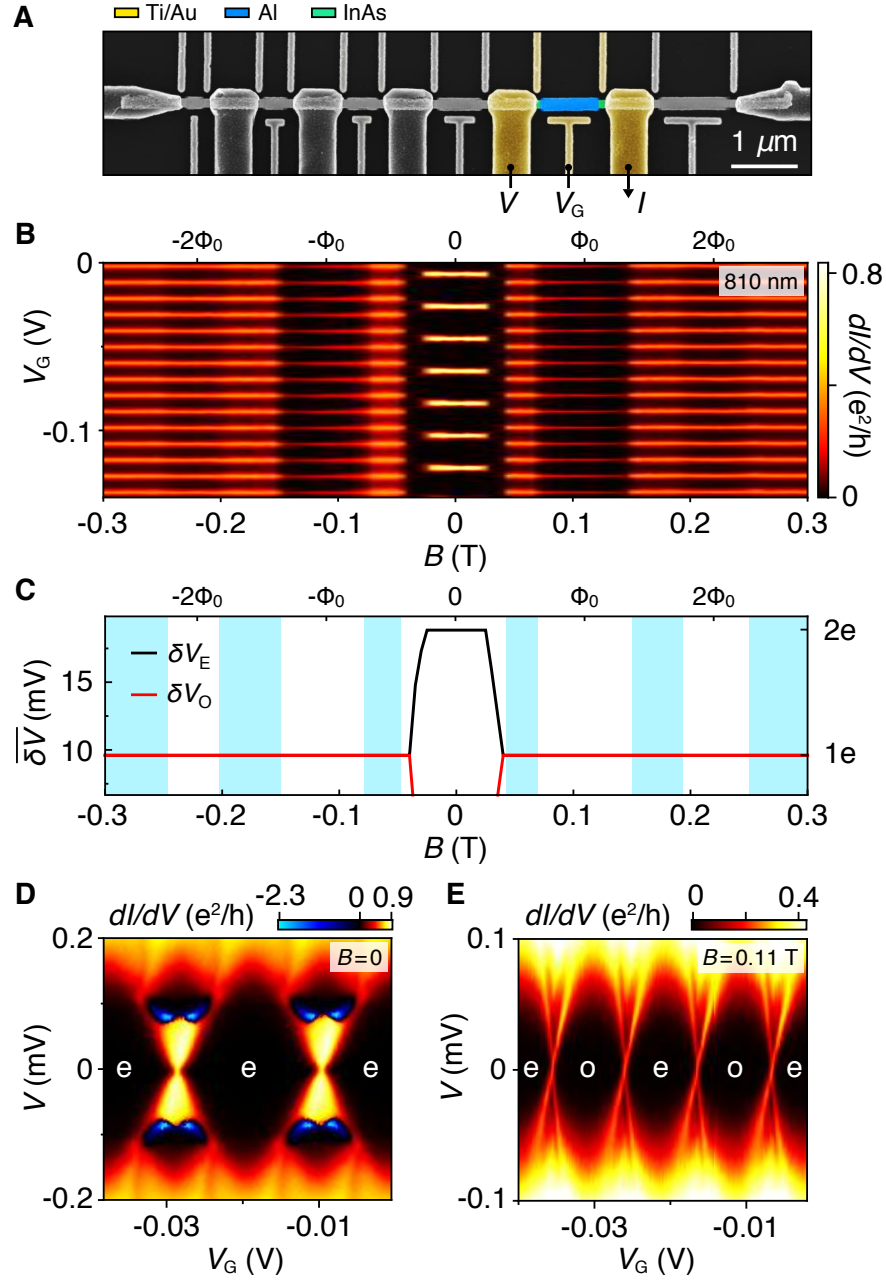 A
Ti/Au Al InAs
1 μm
V V_G I
B
-2Φ₀ -Φ₀ 0 Φ₀ 2Φ₀
810 nm
0
-0.1
V_G (V)
-0.3 -0.2 -0.1 0 0.1 0.2 0.3
B (T)
0.8
0
dI/dV (e²/h)
C
-2Φ₀ -Φ₀ 0 Φ₀ 2Φ₀
δV_E
δV_O
15
10
δV (mV)
2e
1e
-0.3 -0.2 -0.1 0 0.1 0.2 0.3
B (T)
D
-2.3 0 0.9
dI/dV (e²/h)
B=0
0.2
0
-0.2
V (mV)
e e e
-0.03 -0.01
V_G (V)
E
0 0.4
dI/dV (e²/h)
B=0.11 T
0.1
0
-0.1
V (mV)
e o e o e
-0.03 -0.01
V_G (V)